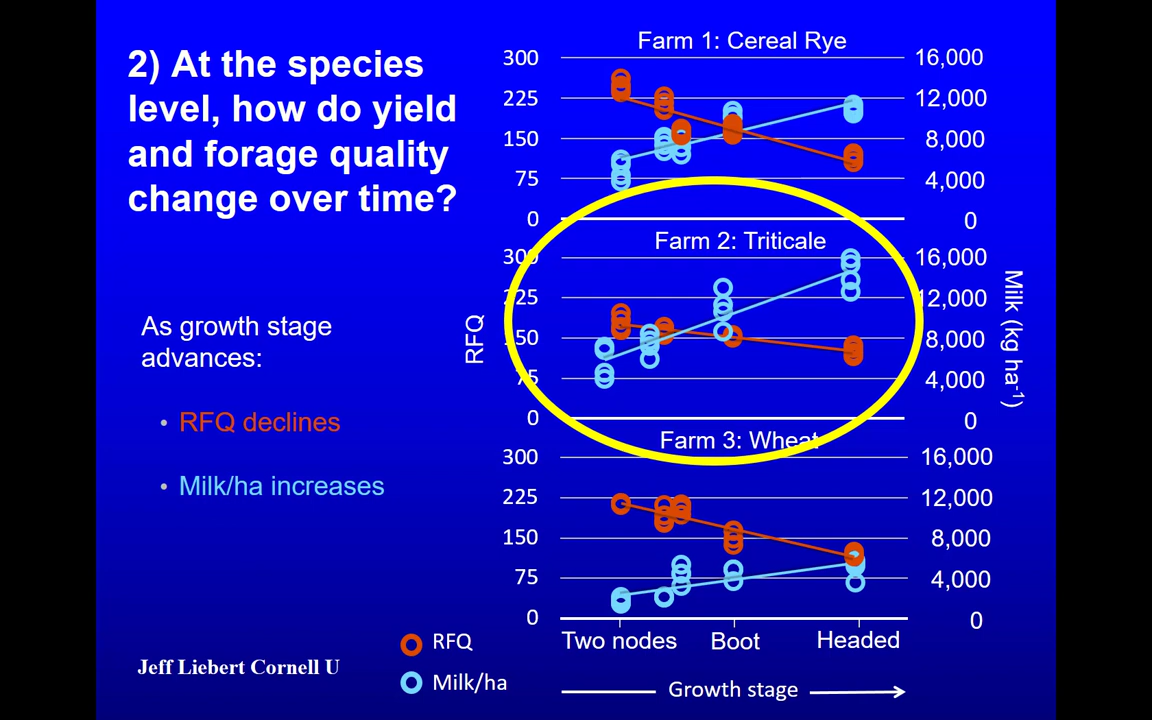 2) At the species
level, how do yield
and forage quality
change over time?
As growth stage
advances:
• RFQ declines
• Milk/ha increases
Jeff Liebert Cornell U
RFQ
Milk/ha
Farm 1: Cereal Rye
300
225
150
75
0
16,000
12,000
8,000
4,000
0
Farm 2: Triticale
300
225
150
75
0
16,000
12,000
8,000
4,000
0
RFQ
Milk (kg ha-1)
Farm 3: Wheat
300
225
150
75
0
16,000
12,000
8,000
4,000
0
Two nodes
Boot
Headed
Growth stage